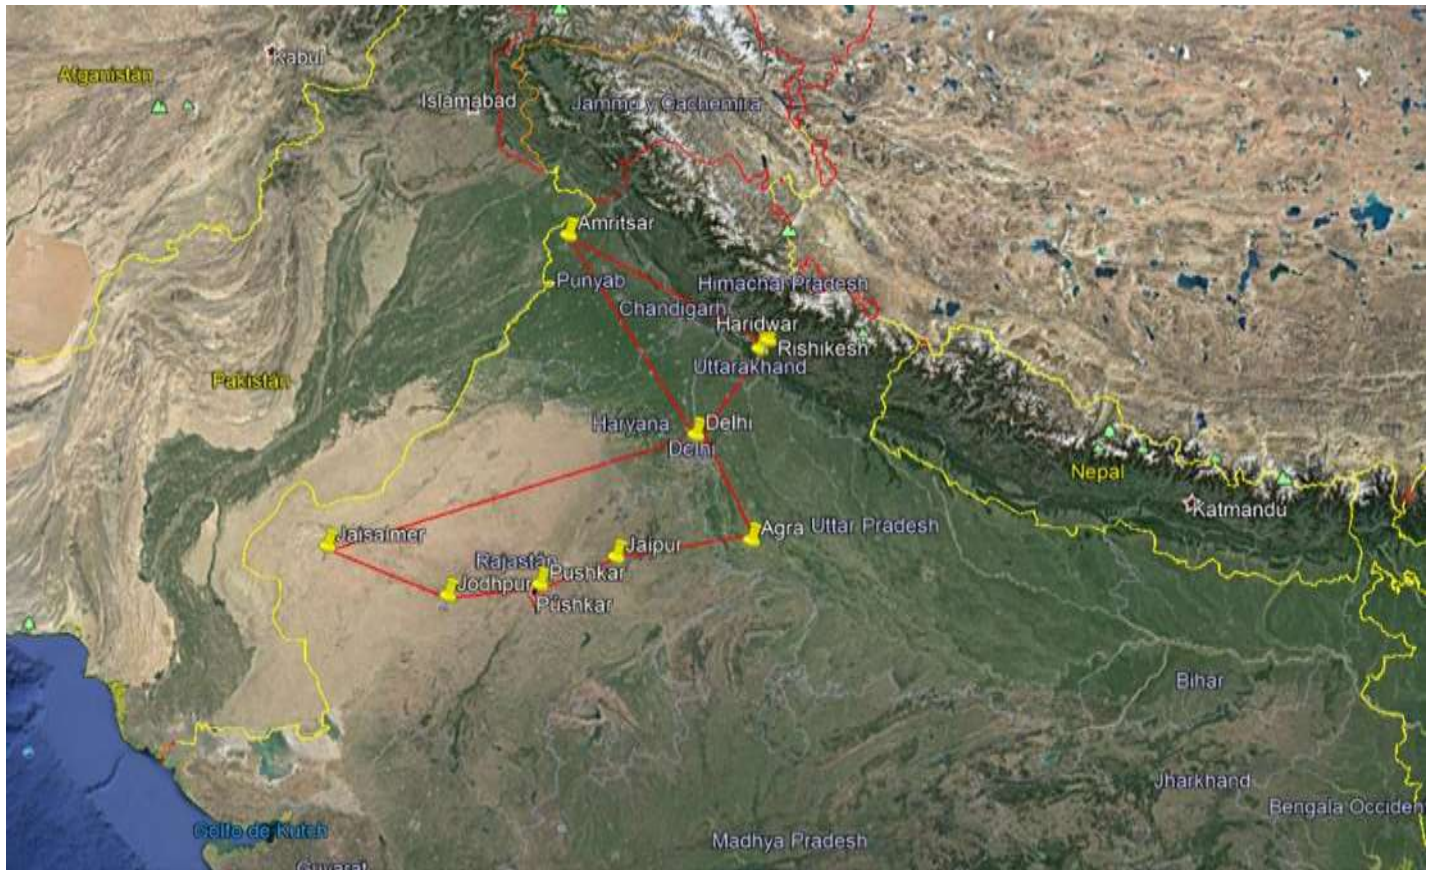 Kabul
Afganistán
Islamabad
Jammu y Cachemira
Amritsar
Punyab
Himachal Pradesh
Chandigarh
Haridwar
Rishikesh
Uttarakhand
Pakistán
Haryana
Delhi
Delhi
Nepal
Katmandu
Jaisalmer
Agra
Uttar Pradesh
Jaipur
Rajastán
Pushkar
Jodhpur
Pushkar
Bihar
Jharkhand
Bengala Occiden
Golfo de Kutch
Madhya Pradesh
Guyarat